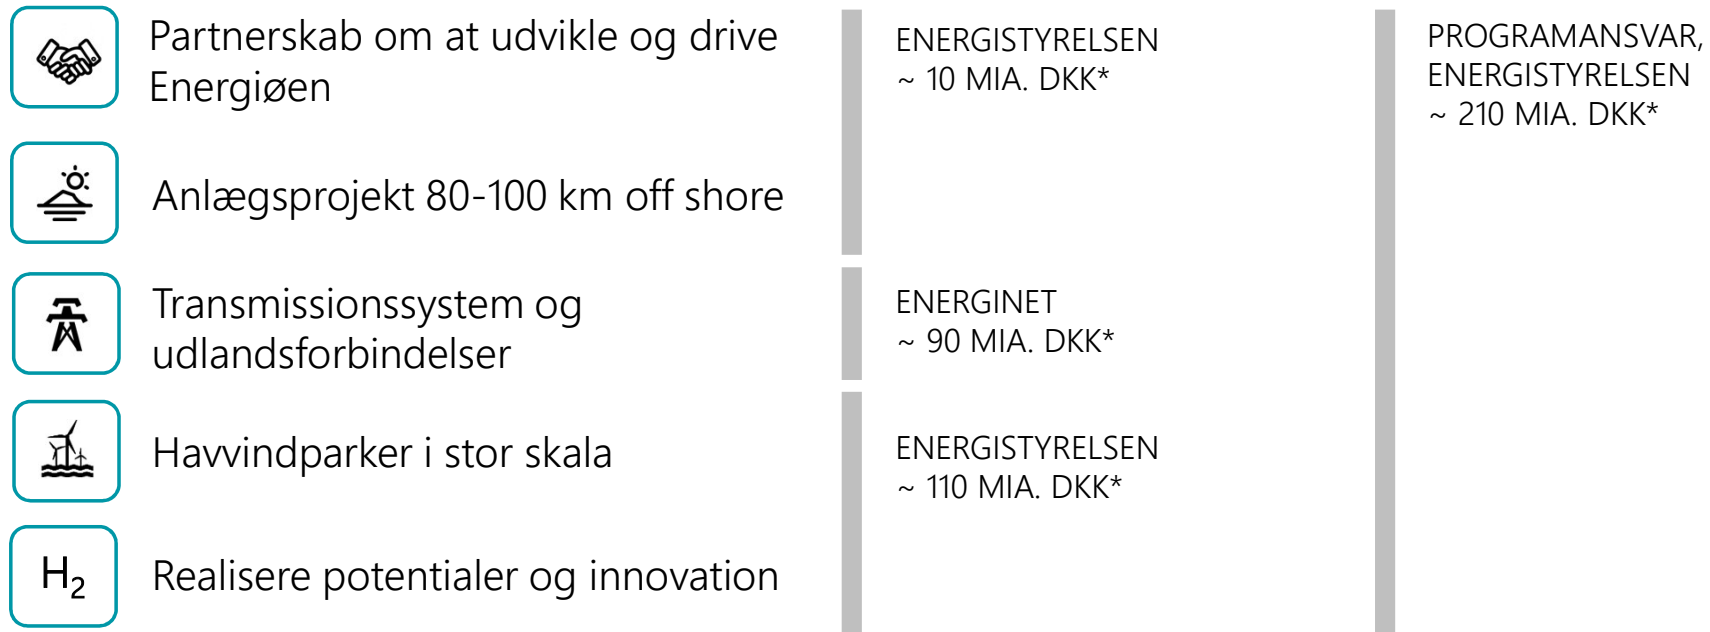 Partnerskab om at udvikle og drive
Energiøen
ENERGISTYRELSEN
~ 10 MIA. DKK*
PROGRAMANSVAR,
ENERGISTYRELSEN
~ 210 MIA. DKK*
Anlægsprojekt 80-100 km off shore
Transmissionssystem og
udlandsforbindelser
ENERGINET
~ 90 MIA. DKK*
Havvindparker i stor skala
ENERGISTYRELSEN
~ 110 MIA. DKK*
H₂
Realisere potentialer og innovation